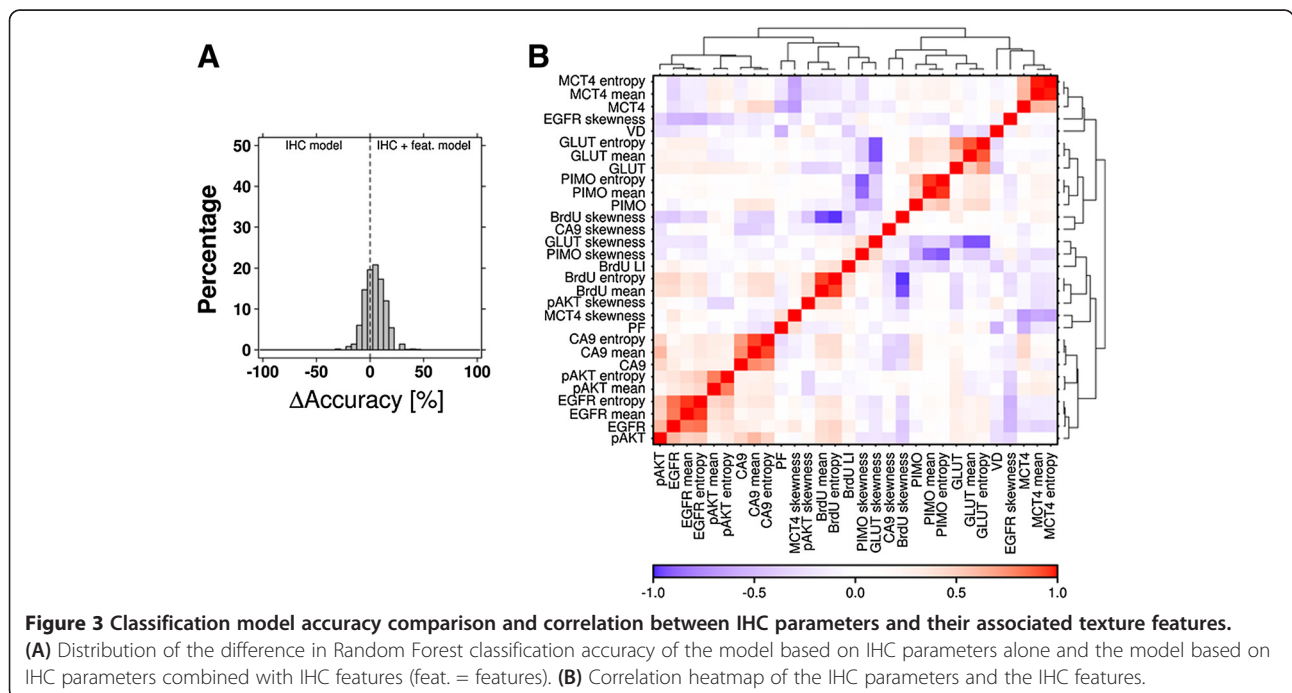 A
B
50
40
30
20
10
0
Percentage
IHC model
IHC + feat. model
-100
-50
0
50
100
ΔAccuracy [%]
MCT4 entropy
MCT4 mean
MCT4
EGFR skewness
VD
GLUT entropy
GLUT mean
GLUT
PIMO entropy
PIMO mean
PIMO
BrdU skewness
CA9 skewness
GLUT skewness
PIMO skewness
BrdU LI
BrdU entropy
BrdU mean
pAKT skewness
MCT4 skewness
PF
CA9 entropy
CA9 mean
CA9
pAKT entropy
pAKT mean
EGFR entropy
EGFR mean
EGFR
pAKT
pAKT
EGFR
EGFR mean
EGFR entropy
pAKT mean
pAKT entropy
CA9
CA9 mean
CA9 entropy
PF
MCT4 skewness
pAKT skewness
BrdU mean
BrdU entropy
BrdU LI
PIMO skewness
GLUT skewness
CA9 skewness
BrdU skewness
PIMO
PIMO mean
PIMO entropy
GLUT
GLUT mean
GLUT entropy
VD
EGFR skewness
MCT4
MCT4 mean
MCT4 entropy
-1.0
-0.5
0.0
0.5
1.0
Figure 3 Classification model accuracy comparison and correlation between IHC parameters and their associated texture features.
(A) Distribution of the difference in Random Forest classification accuracy of the model based on IHC parameters alone and the model based on
IHC parameters combined with IHC features (feat. = features). (B) Correlation heatmap of the IHC parameters and the IHC features.